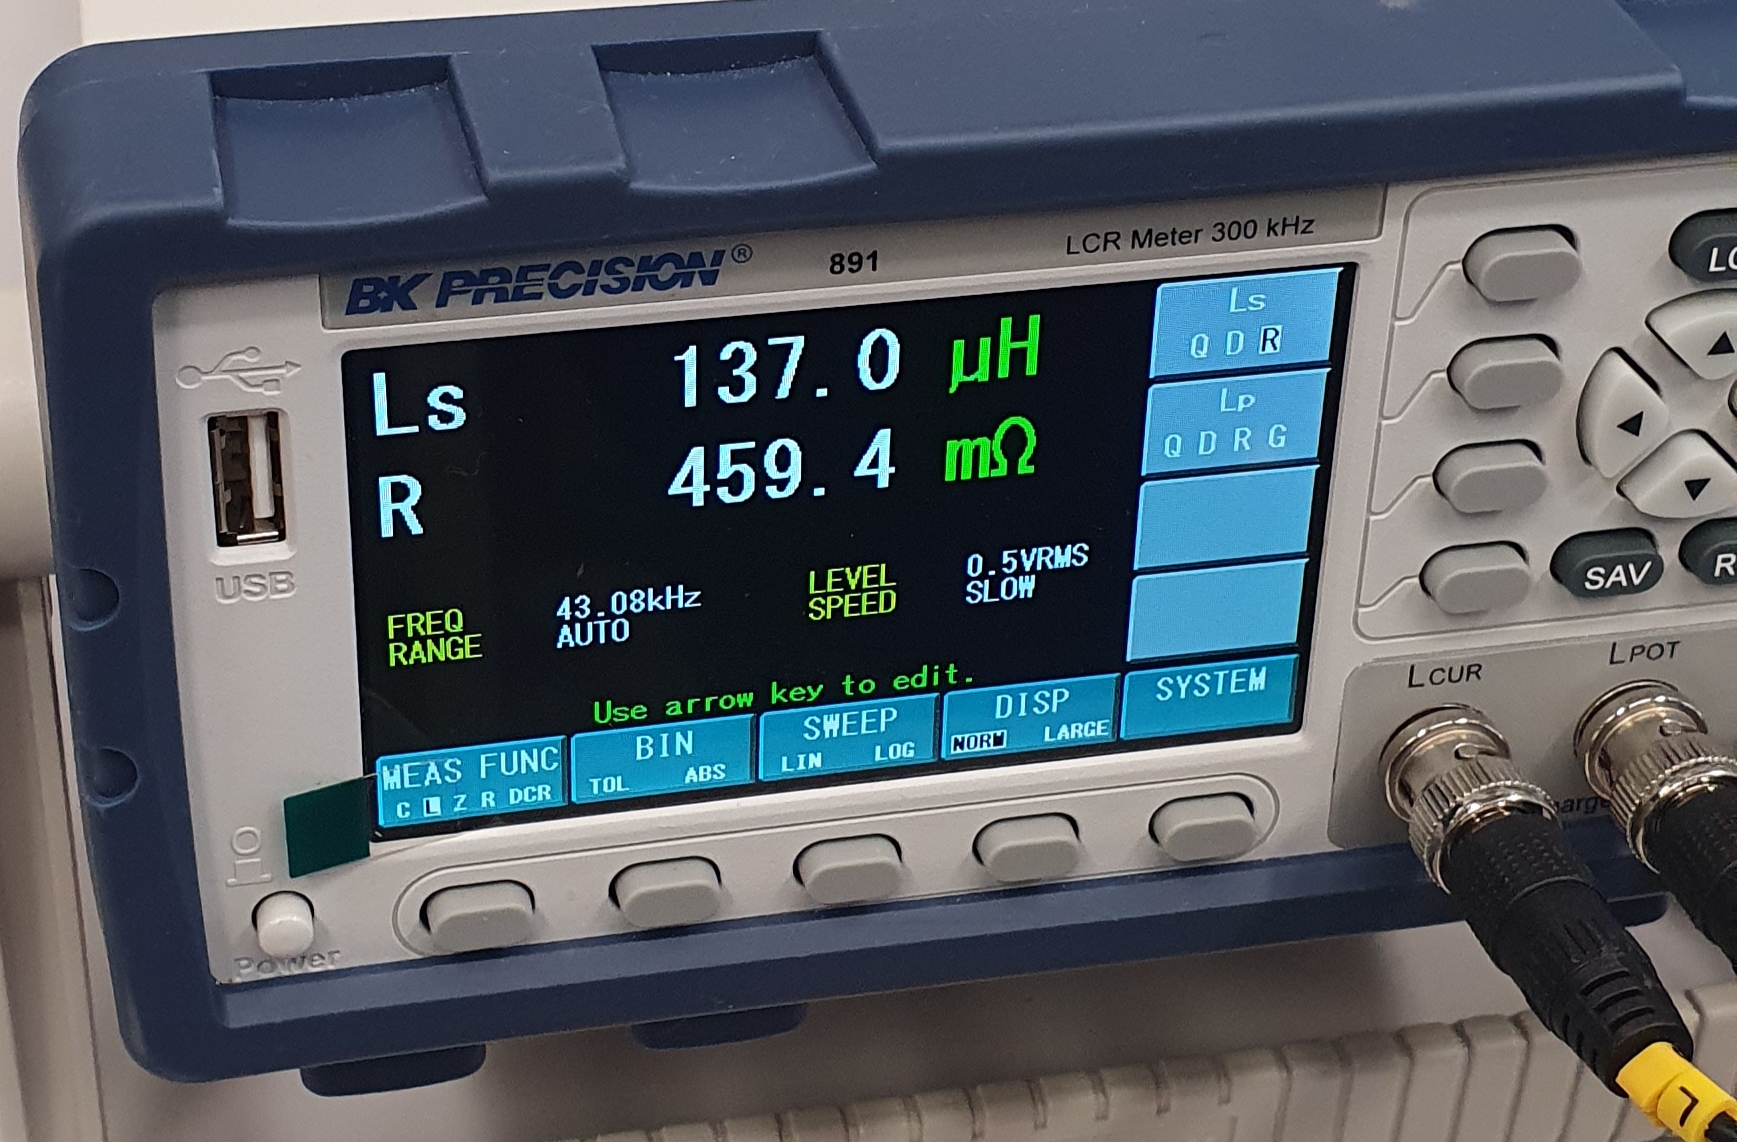 BK PRECISION® 891 LCR Meter 300 kHz
Ls 137.0 µH
R 459.4 mΩ
FREQ 43.08kHz LEVEL 0.5VRMS
RANGE AUTO SPEED SLOW
Use arrow key to edit.
Ls
Q D R
Lp
Q D R G
MEAS FUNC
C L Z R DCR
BIN
TOL ABS
SWEEP
LIN LOG
DISP
NORM LARGE
SYSTEM
USB
Power
SAV
LCUR
LPOT